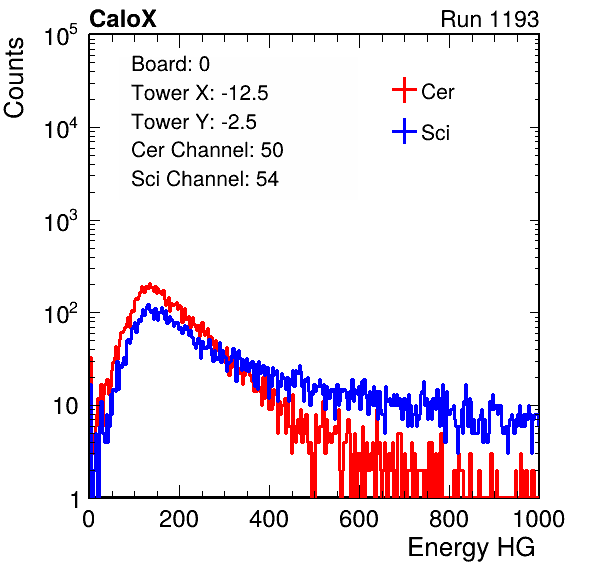 CaloX Run 1193
Counts
10^5
10^4
10^3
10^2
10
1
Board: 0
Tower X: -12.5
Tower Y: -2.5
Cer Channel: 50
Sci Channel: 54
Cer
Sci
0 200 400 600 800 1000
Energy HG